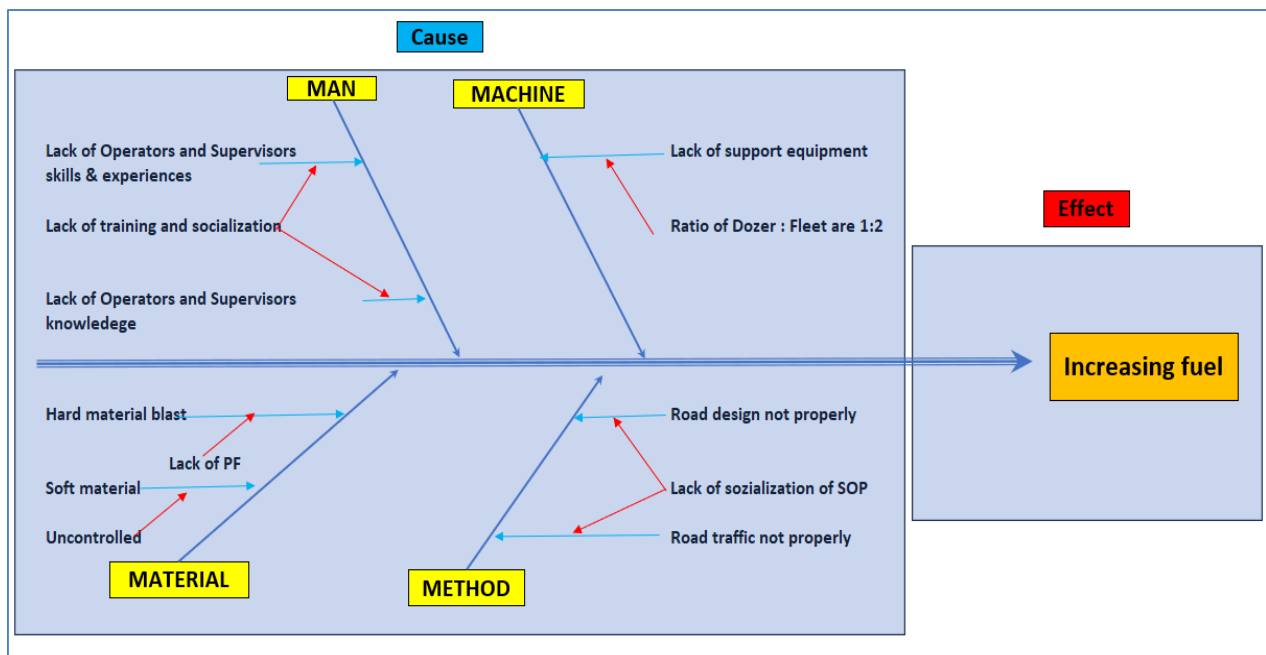 Cause
MAN
MACHINE
Lack of Operators and Supervisors
skills & experiences
Lack of support equipment
Lack of training and socialization
Ratio of Dozer : Fleet are 1:2
Lack of Operators and Supervisors
knowledege
Effect
Increasing fuel
Hard material blast
Road design not properly
Lack of PF
Soft material
Lack of sozialization of SOP
Uncontrolled
Road traffic not properly
MATERIAL
METHOD